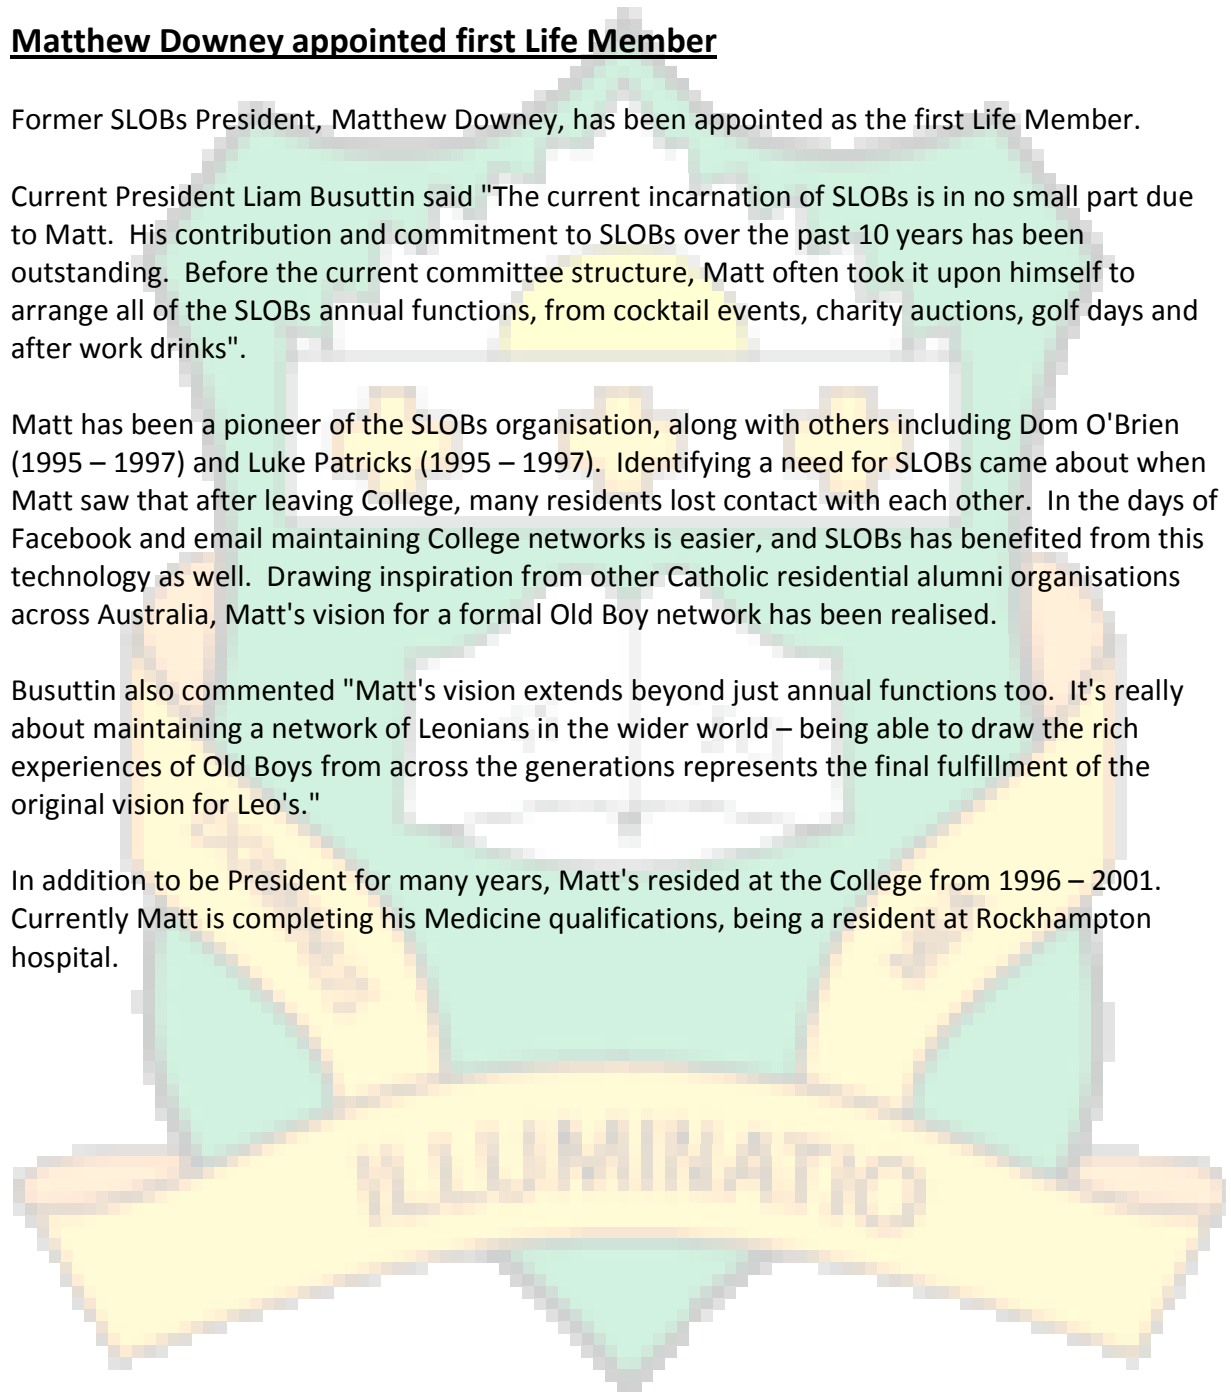 Matthew Downey appointed first Life Member
Former SLOBs President, Matthew Downey, has been appointed as the first Life Member.
Current President Liam Busuttin said "The current incarnation of SLOBs is in no small part due
to Matt.  His contribution and commitment to SLOBs over the past 10 years has been
outstanding.  Before the current committee structure, Matt often took it upon himself to
arrange all of the SLOBs annual functions, from cocktail events, charity auctions, golf days and
after work drinks".
Matt has been a pioneer of the SLOBs organisation, along with others including Dom O'Brien
(1995 – 1997) and Luke Patricks (1995 – 1997).  Identifying a need for SLOBs came about when
Matt saw that after leaving College, many residents lost contact with each other.  In the days of
Facebook and email maintaining College networks is easier, and SLOBs has benefited from this
technology as well.  Drawing inspiration from other Catholic residential alumni organisations
across Australia, Matt's vision for a formal Old Boy network has been realised.
Busuttin also commented "Matt's vision extends beyond just annual functions too.  It's really
about maintaining a network of Leonians in the wider world – being able to draw the rich
experiences of Old Boys from across the generations represents the final fulfillment of the
original vision for Leo's."
In addition to be President for many years, Matt's resided at the College from 1996 – 2001.
Currently Matt is completing his Medicine qualifications, being a resident at Rockhampton
hospital.
ILLUMINATIO